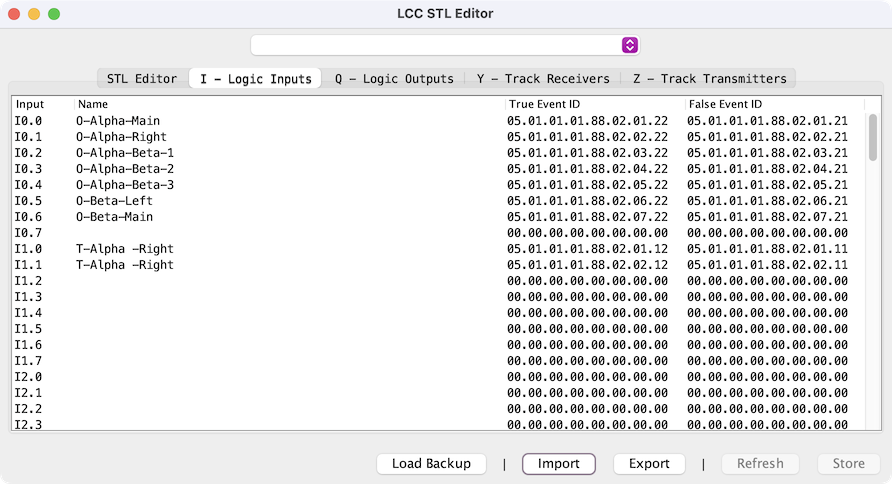 LCC STL Editor
STL Editor I – Logic Inputs Q – Logic Outputs Y – Track Receivers Z – Track Transmitters
Input Name True Event ID False Event ID
I0.0 O-Alpha-Main 05.01.01.01.88.02.01.22 05.01.01.01.88.02.01.21
I0.1 O-Alpha-Right 05.01.01.01.88.02.02.22 05.01.01.01.88.02.02.21
I0.2 O-Alpha-Beta-1 05.01.01.01.88.02.03.22 05.01.01.01.88.02.03.21
I0.3 O-Alpha-Beta-2 05.01.01.01.88.02.04.22 05.01.01.01.88.02.04.21
I0.4 O-Alpha-Beta-3 05.01.01.01.88.02.05.22 05.01.01.01.88.02.05.21
I0.5 O-Beta-Left 05.01.01.01.88.02.06.22 05.01.01.01.88.02.06.21
I0.6 O-Beta-Main 05.01.01.01.88.02.07.22 05.01.01.01.88.02.07.21
I0.7 00.00.00.00.00.00.00.00 00.00.00.00.00.00.00.00
I1.0 T-Alpha -Right 05.01.01.01.88.02.01.12 05.01.01.01.88.02.01.11
I1.1 T-Alpha -Right 05.01.01.01.88.02.02.12 05.01.01.01.88.02.02.11
I1.2 00.00.00.00.00.00.00.00 00.00.00.00.00.00.00.00
I1.3 00.00.00.00.00.00.00.00 00.00.00.00.00.00.00.00
I1.4 00.00.00.00.00.00.00.00 00.00.00.00.00.00.00.00
I1.5 00.00.00.00.00.00.00.00 00.00.00.00.00.00.00.00
I1.6 00.00.00.00.00.00.00.00 00.00.00.00.00.00.00.00
I1.7 00.00.00.00.00.00.00.00 00.00.00.00.00.00.00.00
I2.0 00.00.00.00.00.00.00.00 00.00.00.00.00.00.00.00
I2.1 00.00.00.00.00.00.00.00 00.00.00.00.00.00.00.00
I2.2 00.00.00.00.00.00.00.00 00.00.00.00.00.00.00.00
I2.3 00.00.00.00.00.00.00.00 00.00.00.00.00.00.00.00
Load Backup | Import Export | Refresh Store